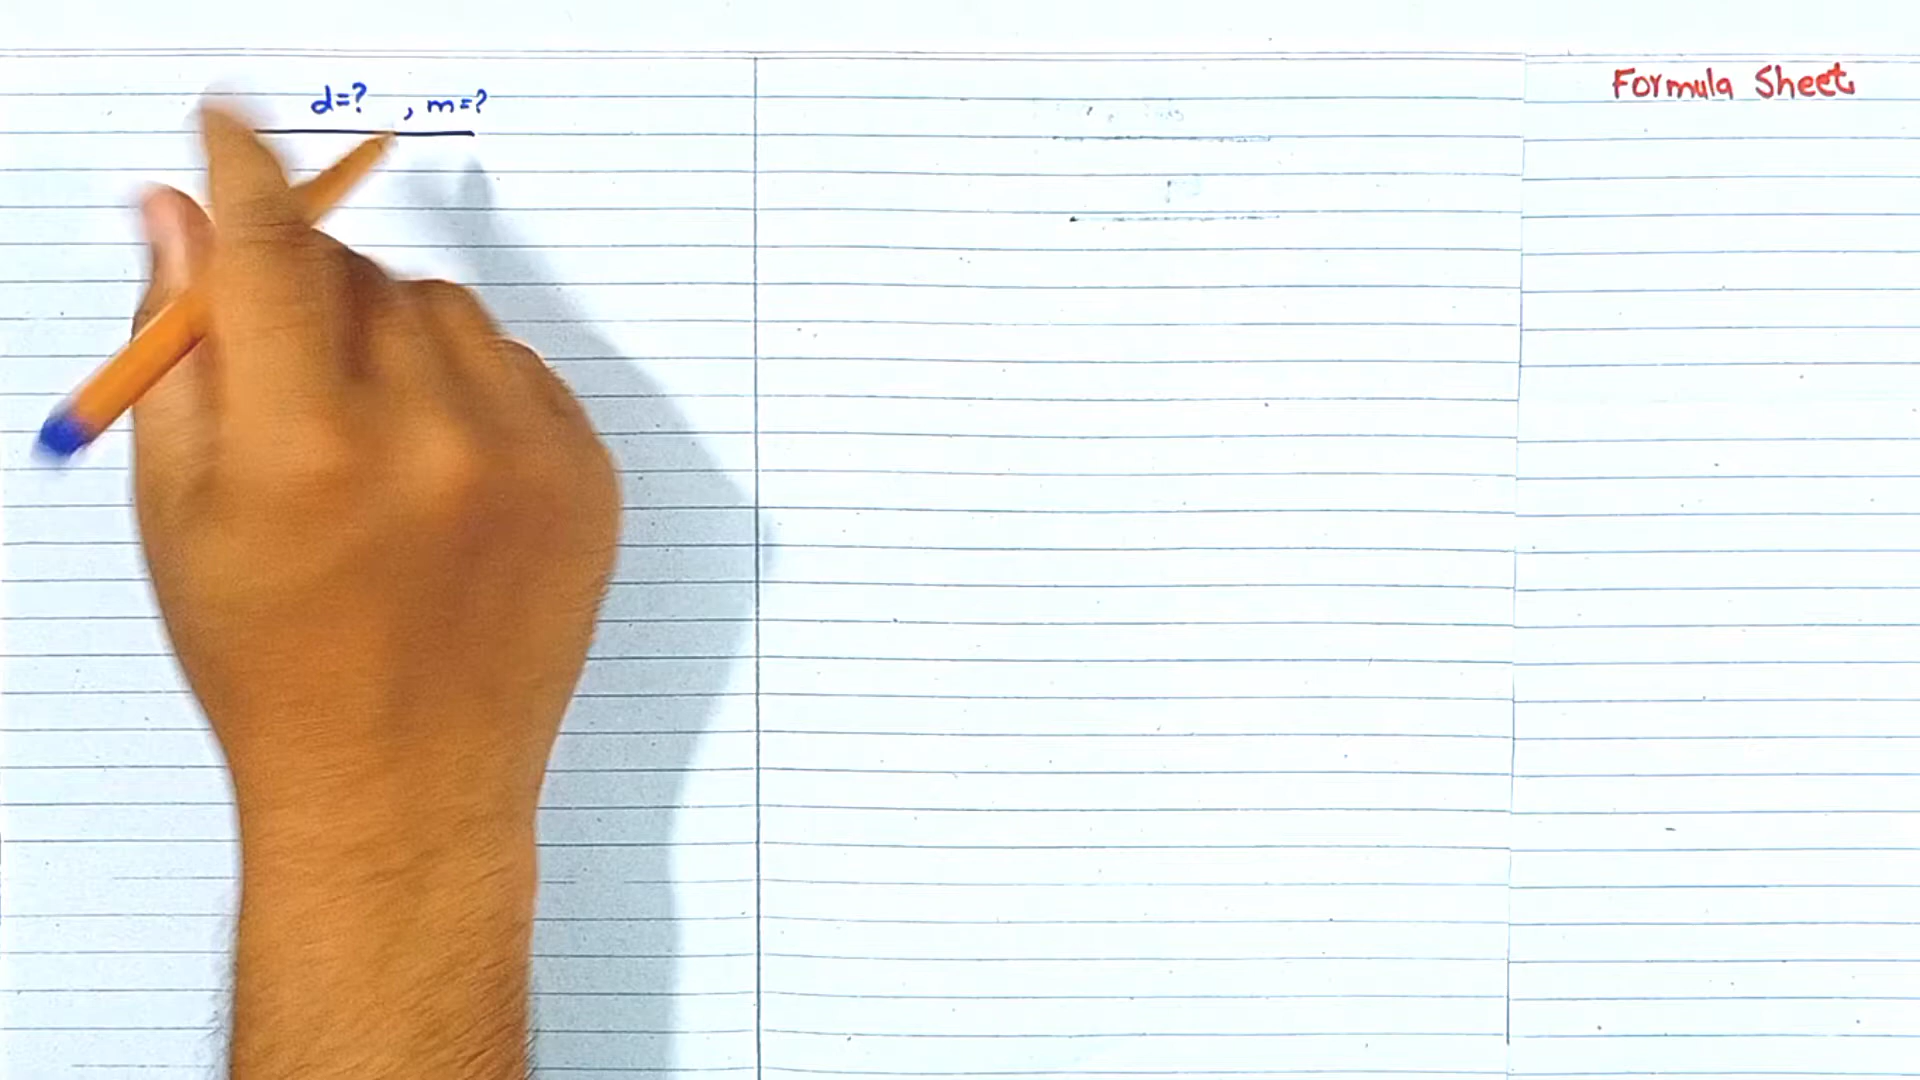 d=? , m=?
Formula Sheet